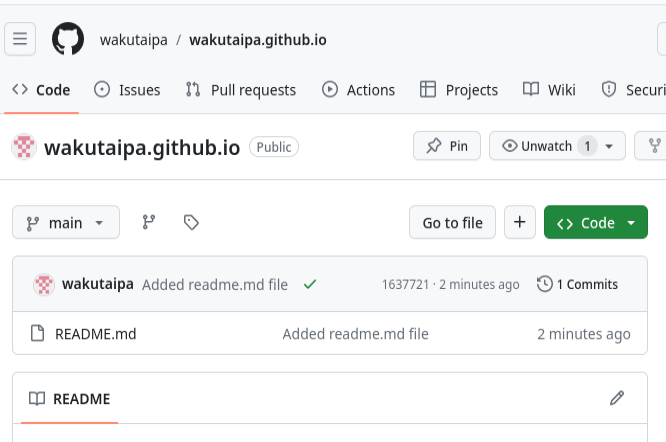 wakutaipa / wakutaipa.github.io
Code Issues Pull requests Actions Projects Wiki Securi
wakutaipa.github.io Public Pin Unwatch 1
main Go to file + Code
wakutaipa Added readme.md file 1637721 · 2 minutes ago 1 Commits
README.md Added readme.md file 2 minutes ago
README